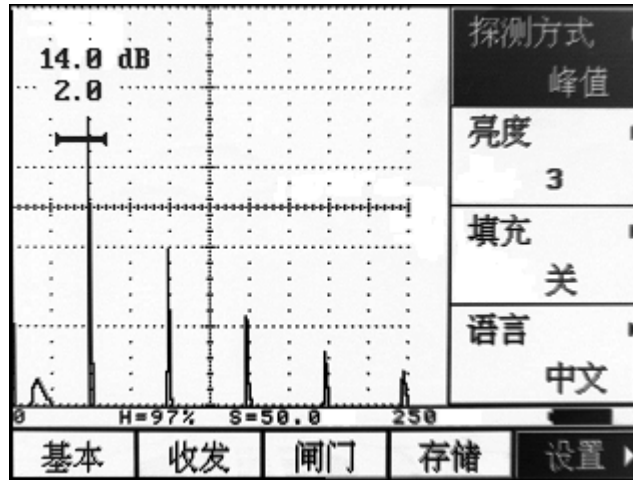 14.0 dB
2.0
探测方式
峰值
亮度
3
填充
关
语言
中文
0 H=97% S=50.0 250
基本 收发 闸门 存储 设置